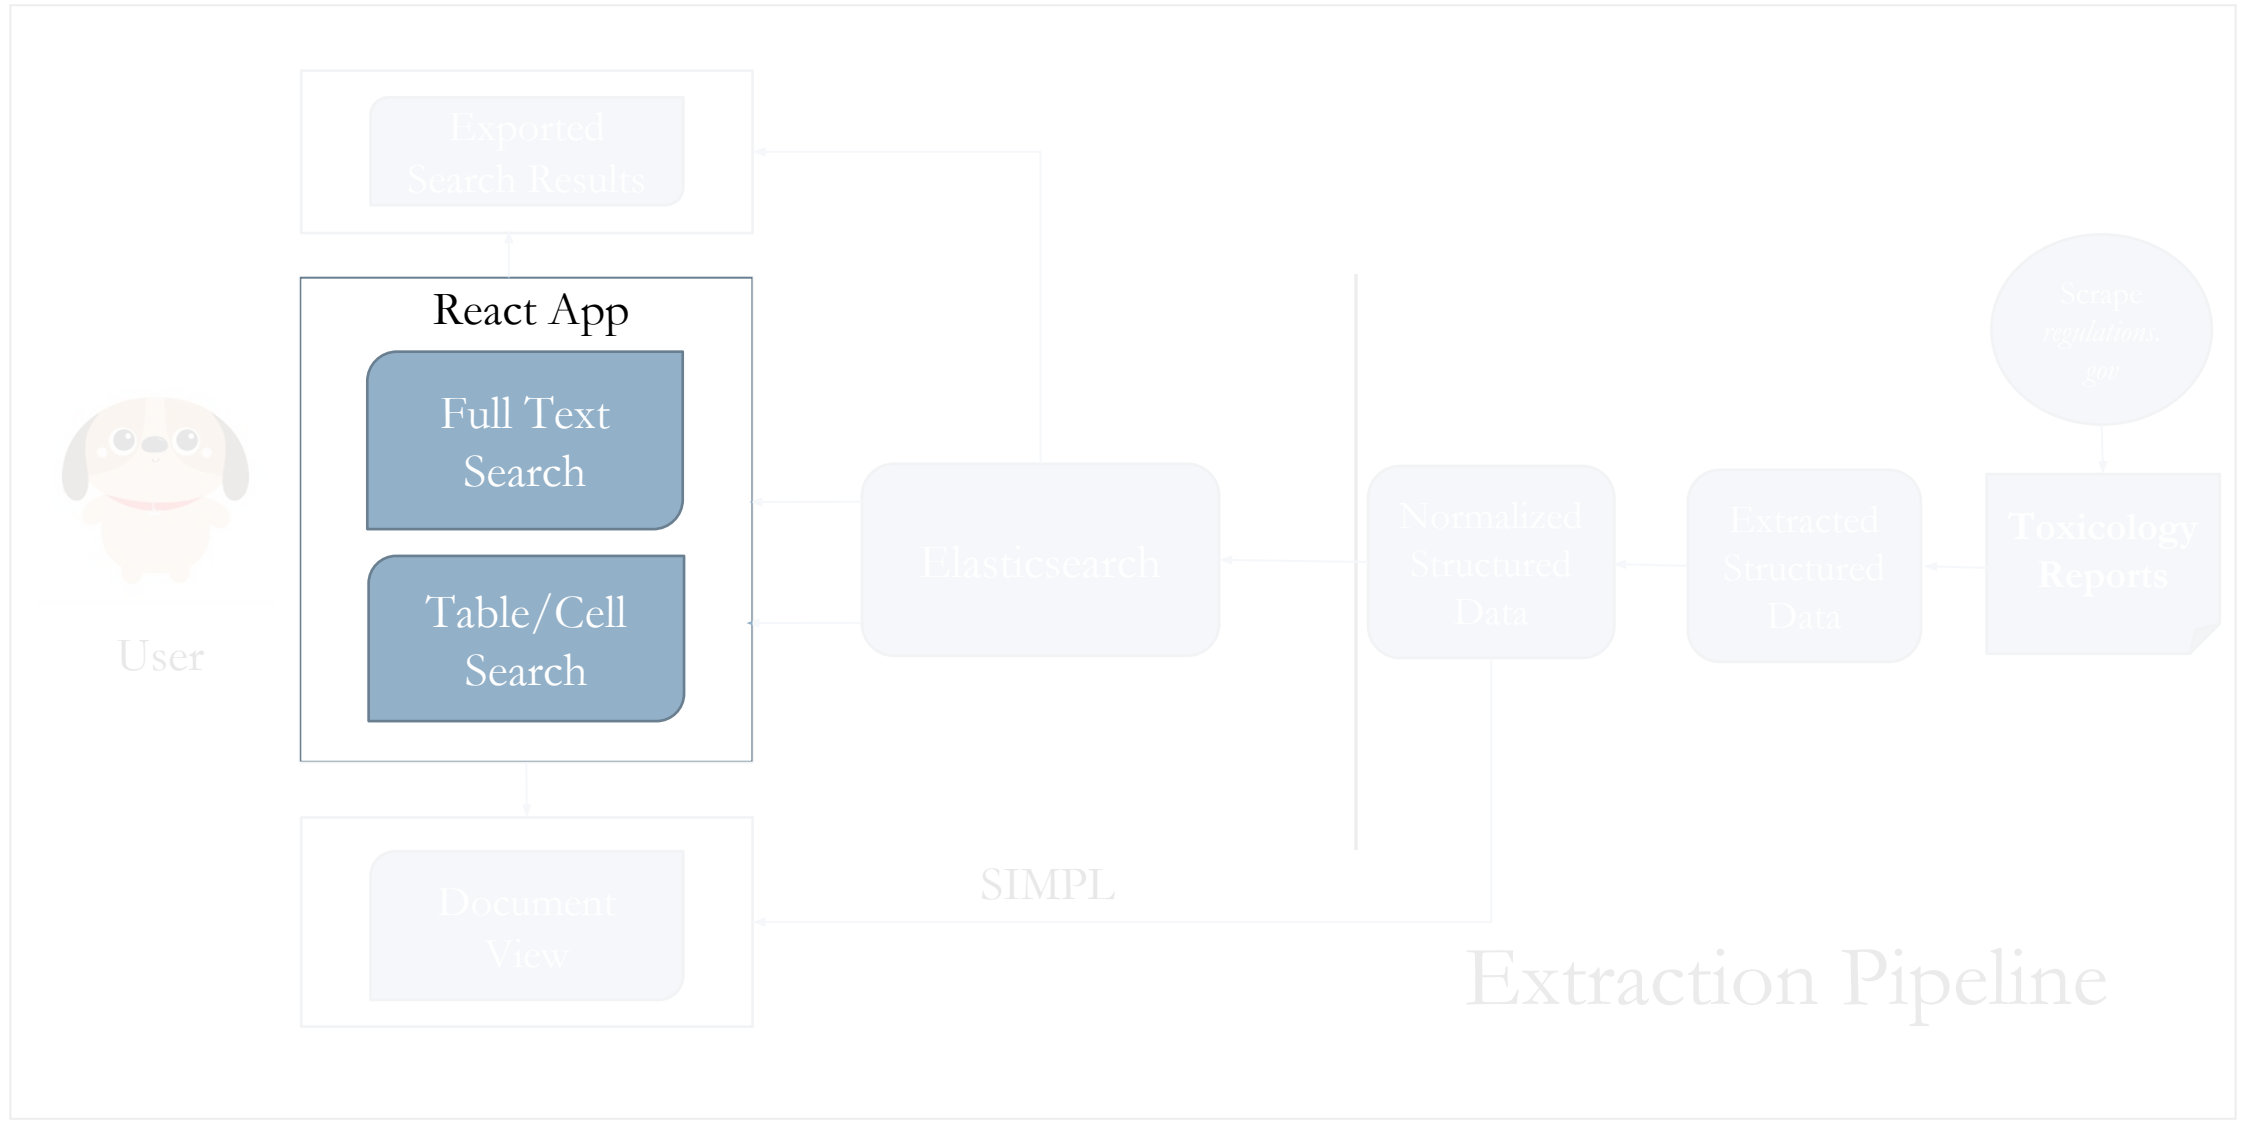 Exported
Search Results
React App
Full Text
Search
Table/Cell
Search
User
Document
View
Elasticsearch
SIMPL
Normalized
Structured
Data
Extracted
Structured
Data
Scrape
regulations.
gov
Toxicology
Reports
Extraction Pipeline